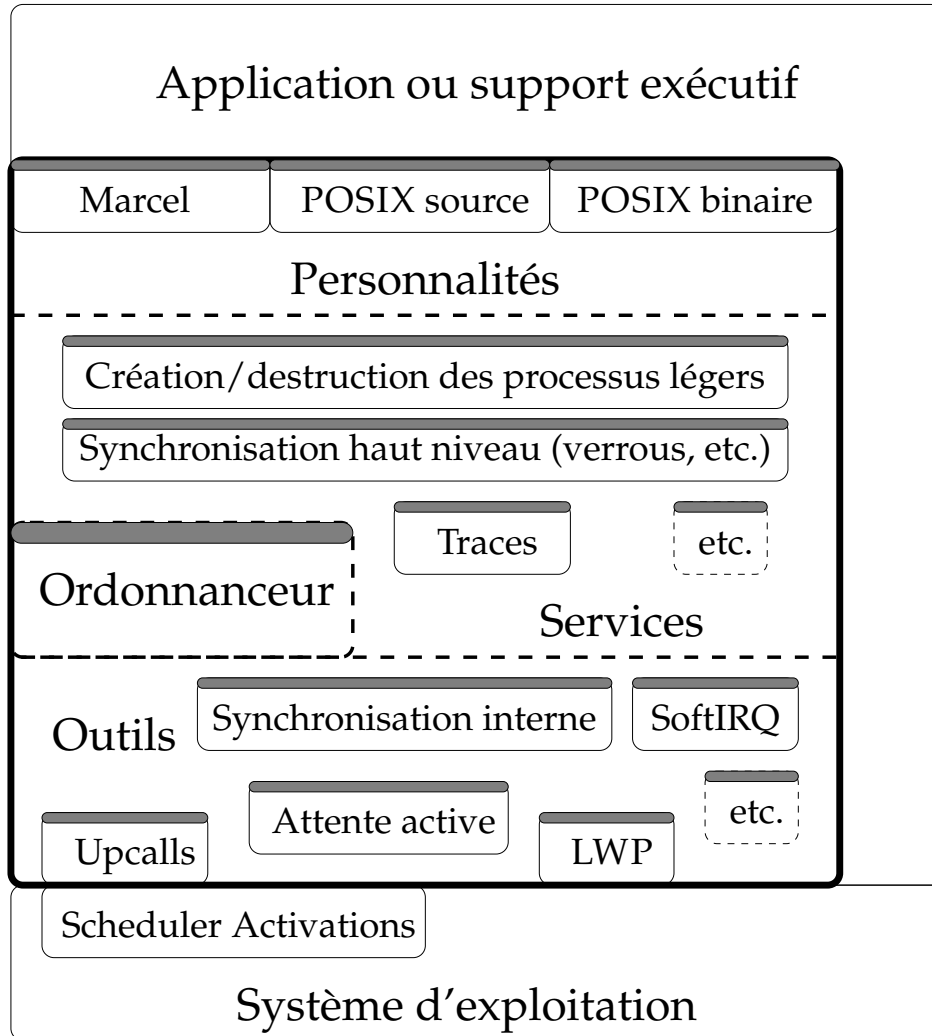 Application ou support exécutif
Marcel
POSIX source
POSIX binaire
Personnalités
Création/destruction des processus légers
Synchronisation haut niveau (verrous, etc.)
Traces
etc.
Ordonnanceur
Services
Outils
Synchronisation interne
SoftIRQ
Upcalls
Attente active
LWP
etc.
Scheduler Activations
Système d'exploitation